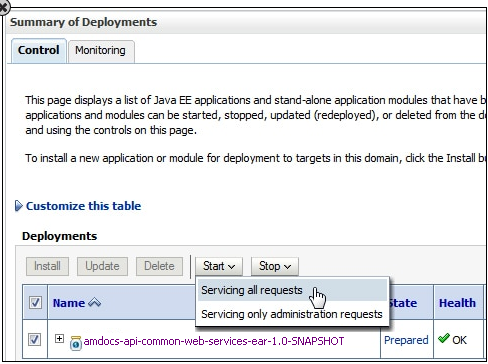 Summary of Deployments
Control Monitoring
This page displays a list of Java EE applications and stand-alone application modules that have b
applications and modules can be started, stopped, updated (redeployed), or deleted from the d
and using the controls on this page.
To install a new application or module for deployment to targets in this domain, click the Install bu
Customize this table
Deployments
Install Update Delete Start Stop
Servicing all requests
Servicing only administration requests
Name State Health
amdocs-api-common-web-services-ear-1.0-SNAPSHOT Prepared OK